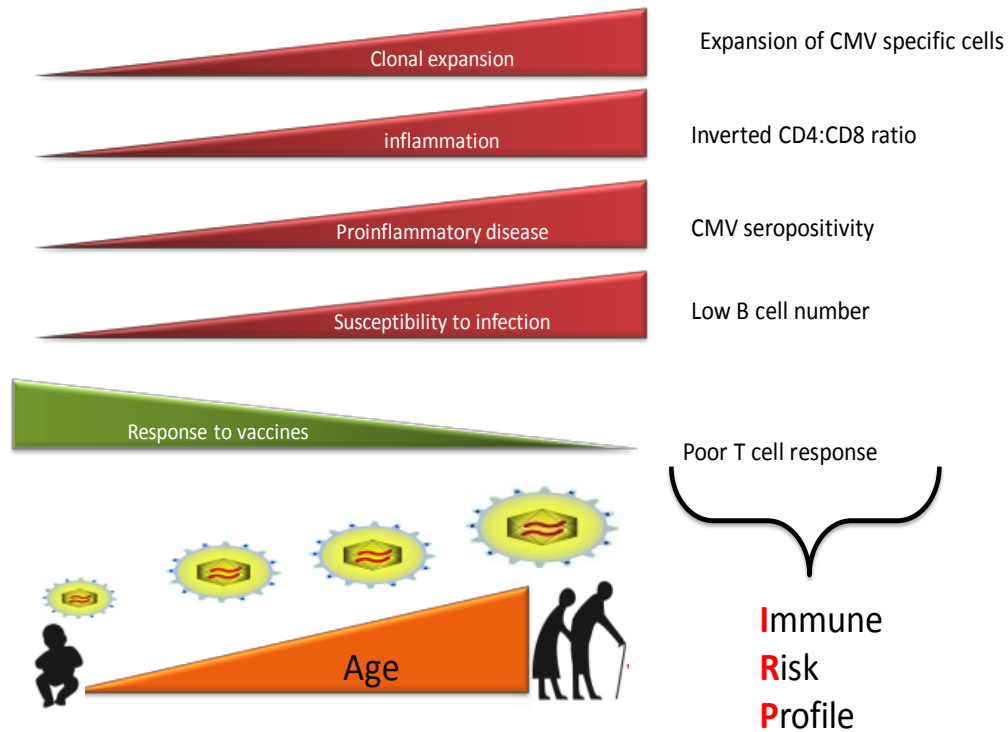 Clonal expansion
Expansion of CMV specific cells
inflammation
Inverted CD4:CD8 ratio
Proinflammatory disease
CMV seropositivity
Susceptibility to infection
Low B cell number
Response to vaccines
Poor T cell response
Age
Immune
Risk
Profile